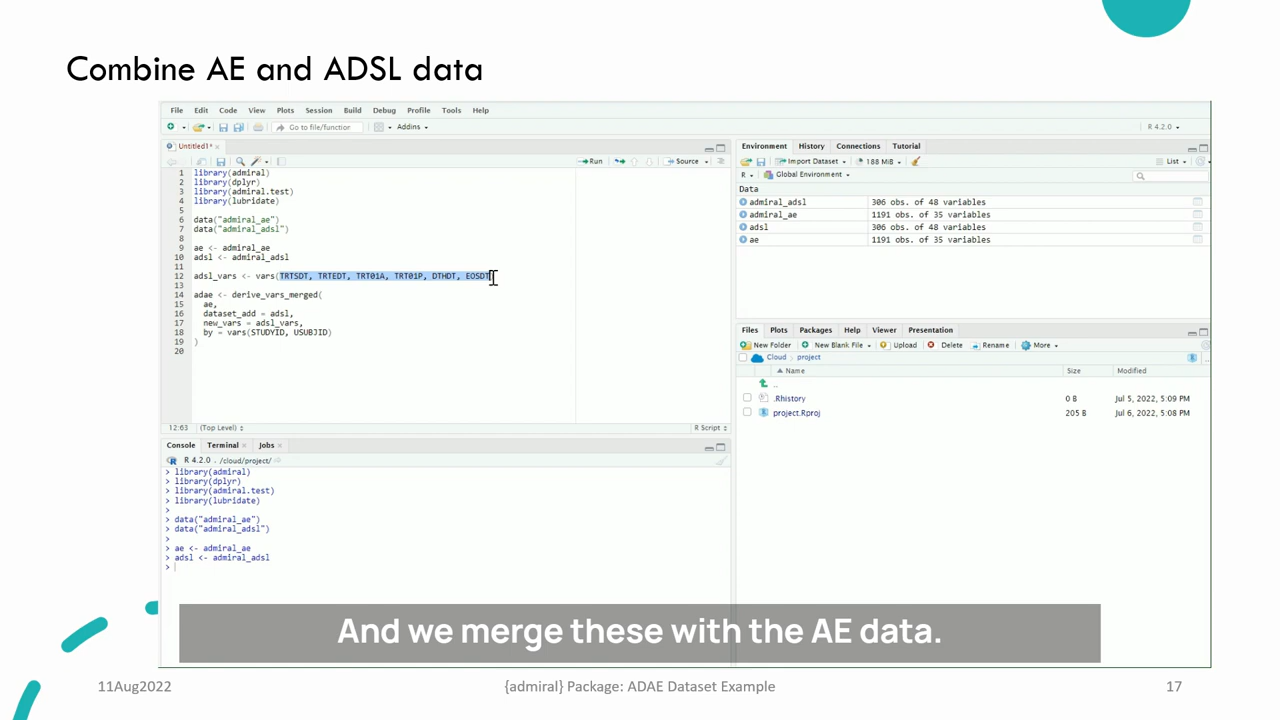 Combine AE and ADSL data
File Edit Code View Plots Session Build Debug Profile Tools Help
Go to file/function Addins R 4.2.0
Untitled1*
Run Source
1 library(admiral)
2 library(dplyr)
3 library(admiral.test)
4 library(lubridate)
5
6 data("admiral_ae")
7 data("admiral_adsl")
8
9 ae <- admiral_ae
10 adsl <- admiral_adsl
11
12 adsl_vars <- vars(TRTSDT, TRTEDT, TRT01A, TRT01P, DTHDT, EOSDT
13
14 adae <- derive_vars_merged(
15 ae,
16 dataset_add = adsl,
17 new_vars = adsl_vars,
18 by = vars(STUDYID, USUBJID)
19 )
20
12:63 (Top Level) R Script
Console Terminal Jobs
R 4.2.0 . /cloud/project/
> library(admiral)
> library(dplyr)
> library(admiral.test)
> library(lubridate)
>
> data("admiral_ae")
> data("admiral_adsl")
>
> ae <- admiral_ae
> adsl <- admiral_adsl
>
Environment History Connections Tutorial
Import Dataset 188 MiB List
R Global Environment
Data
admiral_adsl 306 obs. of 48 variables
admiral_ae 1191 obs. of 35 variables
adsl 306 obs. of 48 variables
ae 1191 obs. of 35 variables
Files Plots Packages Help Viewer Presentation
New Folder New Blank File Upload Delete Rename More
Cloud project
Name Size Modified
..
.Rhistory 0 B Jul 5, 2022, 5:09 PM
project.Rproj 205 B Jul 6, 2022, 5:08 PM
And we merge these with the AE data.
11Aug2022 {admiral} Package: ADAE Dataset Example 17